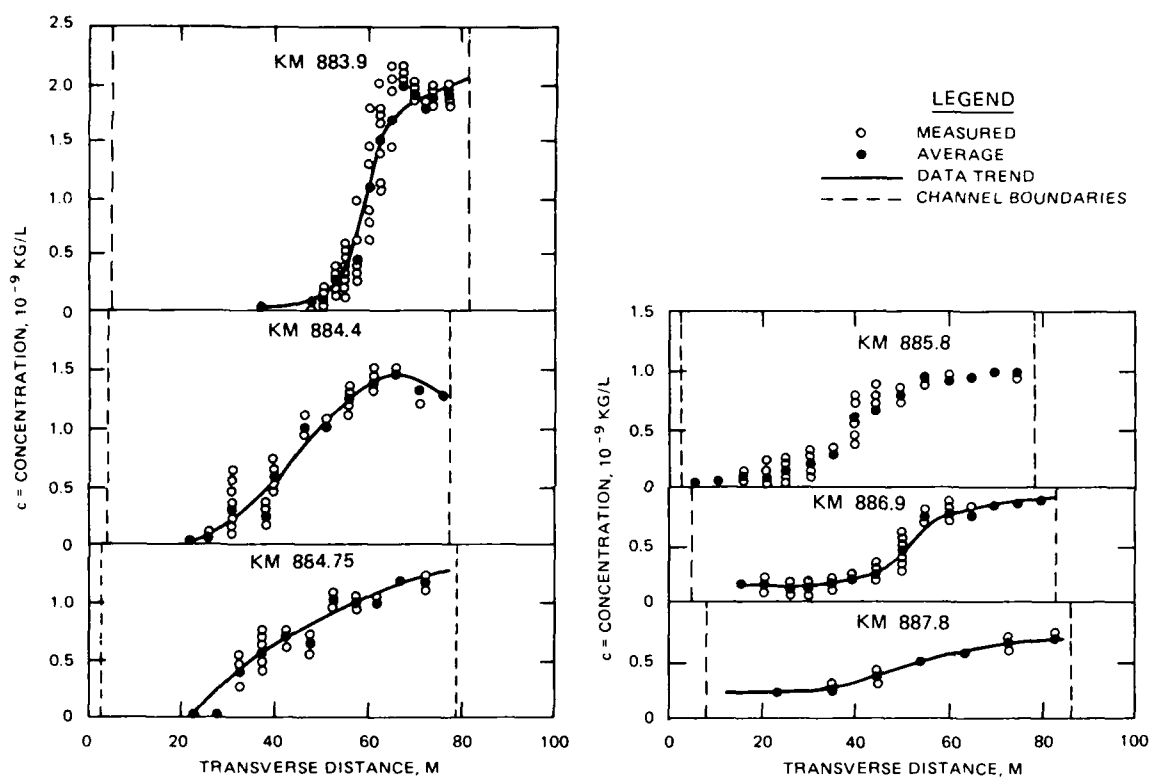 2.5
2.0
1.5
1.0
0.5
0
KM 883.9
KM 884.4
1.5
1.0
0.5
0
KM 884.75
1.0
0.5
0
c = CONCENTRATION, 10⁻⁹ KG/L
0 20 40 60 80 100
TRANSVERSE DISTANCE, M
LEGEND
MEASURED
AVERAGE
DATA TREND
CHANNEL BOUNDARIES
1.5
1.0
0.5
0
KM 885.8
KM 886.9
0.5
0
KM 887.8
0.5
0
c = CONCENTRATION, 10⁻⁹ KG/L
0 20 40 60 80 100
TRANSVERSE DISTANCE, M